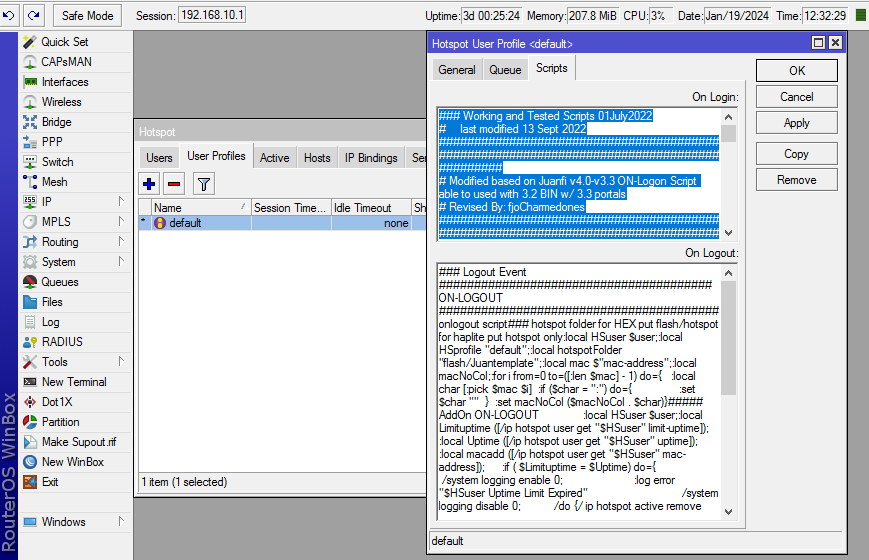 Safe Mode
Session: 192.168.10.1
Uptime: 3d 00:25:24 Memory: 207.8 MiB CPU: 3% Date: Jan/19/2024 Time: 12:32:29
RouterOS WinBox
Quick Set
CAPsMAN
Interfaces
Wireless
Bridge
PPP
Switch
Mesh
IP
MPLS
Routing
System
Queues
Files
Log
RADIUS
Tools
New Terminal
Dot1X
Partition
Make Supout.rif
New WinBox
Exit
Windows
Hotspot
Users User Profiles Active Hosts IP Bindings Ser
Name Session Time... Idle Timeout Sh
* default none
1 item (1 selected)
Hotspot User Profile <default>
General Queue Scripts
On Login:
### Working and Tested Scripts 01July2022
# last modified 13 Sept 2022
########################################
########################################
#########
# Modified based on Juanfi v4.0-v3.3 ON-Logon Script
able to used with 3.2 BIN w/ 3.3 portals
# Revised By: fjoCharmedones
########################################
########################################
On Logout:
### Logout Event
#######################################
ON-LOGOUT
########################################
onlogout script### hotspot folder for HEX put flash/hotspot
for haplite put hotspot only:local HSuser $user;:local
HSprofile "default";:local hotspotFolder
"flash/Juantemplate";:local mac $"mac-address";:local
macNoCol;:for i from=0 to=([:len $mac] - 1) do={ :local
char [:pick $mac $i] :if ($char = ":") do={ :set
$char "" } :set macNoCol ($macNoCol . $char)}#####
AddOn ON-LOGOUT :local HSuser $user;:local
Limituptime ([/ip hotspot user get "$HSuser" limit-uptime]);
:local Uptime ([/ip hotspot user get "$HSuser" uptime]);
:local macadd ([/ip hotspot user get "$HSuser" mac-
address]); :if ( $Limituptime = $Uptime) do={
/system logging enable 0; :log error
"$HSuser Uptime Limit Expired" /system
logging disable 0; /do {/ ip hotspot active remove
OK
Cancel
Apply
Copy
Remove
default